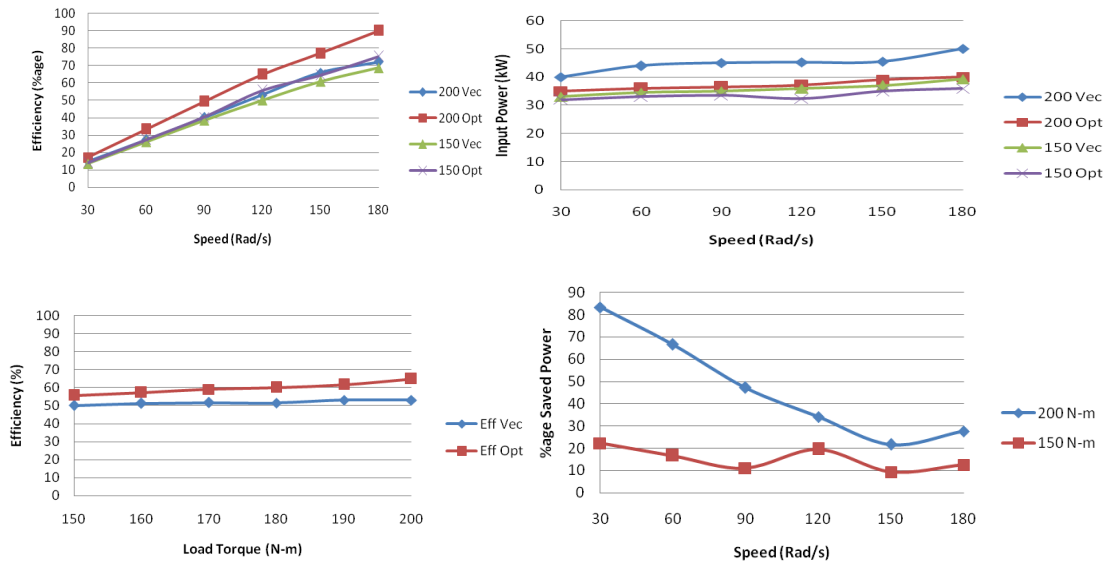 100
90
80
70
60
50
40
30
20
10
0
Efficiency (%age)
30 60 90 120 150 180
Speed (Rad/s)
200 Vec
200 Opt
150 Vec
150 Opt
60
50
40
30
20
10
0
Input Power (kW)
30 60 90 120 150 180
Speed (Rad/s)
200 Vec
200 Opt
150 Vec
150 Opt
100
90
80
70
60
50
40
30
20
10
0
Efficiency (%)
150 160 170 180 190 200
Load Torque (N-m)
Eff Vec
Eff Opt
90
80
70
60
50
40
30
20
10
0
%age Saved Power
30 60 90 120 150 180
Speed (Rad/s)
200 N-m
150 N-m